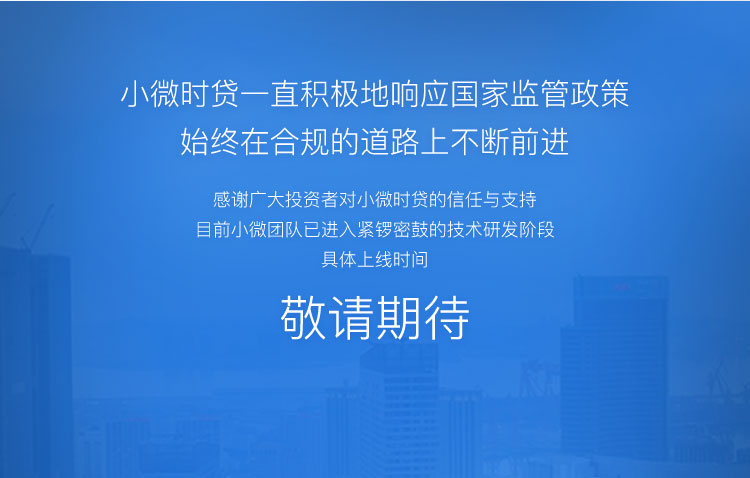 小微时贷一直积极地响应国家监管政策
始终在合规的道路上不断前进
感谢广大投资者对小微时贷的信任与支持
目前小微团队已进入紧锣密鼓的技术研发阶段
具体上线时间
敬请期待